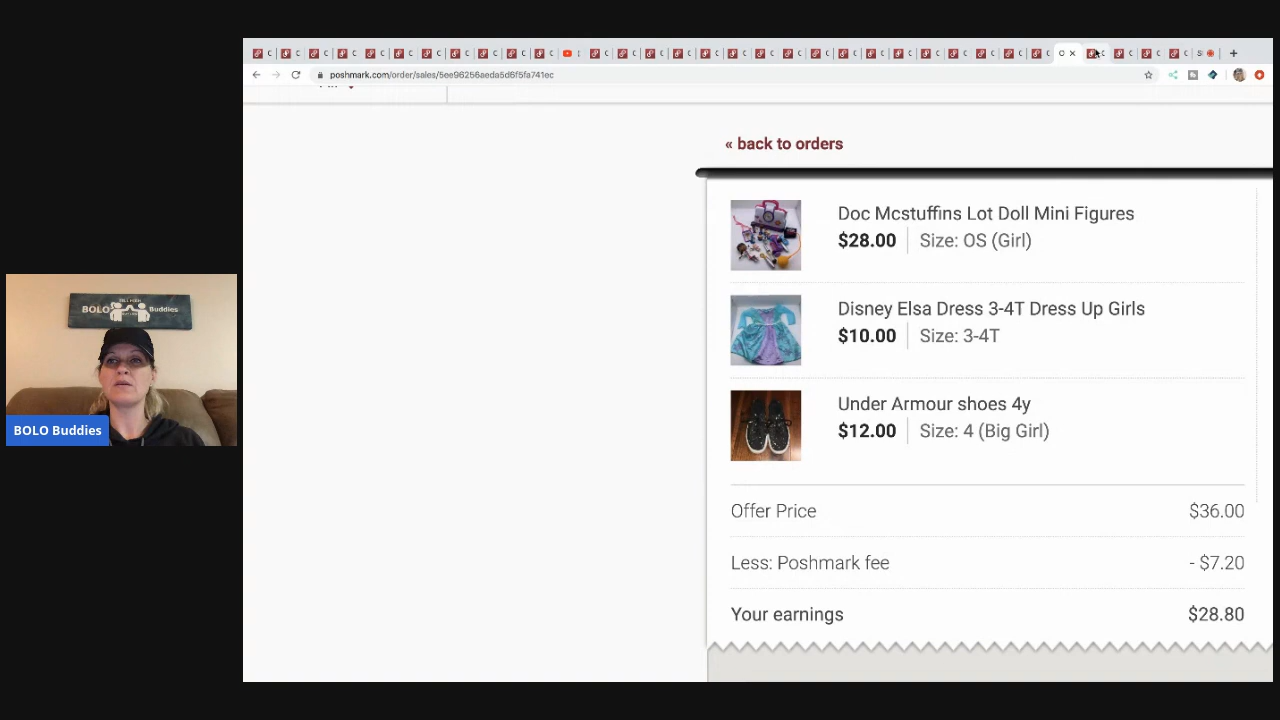 poshmark.com/order/sales/5ee96256aeda5d6f5fa741ec
« back to orders
Doc Mcstuffins Lot Doll Mini Figures
$28.00 Size: OS (Girl)
Disney Elsa Dress 3-4T Dress Up Girls
$10.00 Size: 3-4T
Under Armour shoes 4y
$12.00 Size: 4 (Big Girl)
Offer Price $36.00
Less: Poshmark fee - $7.20
Your earnings $28.80
BOLO Buddies
BOLO Buddies